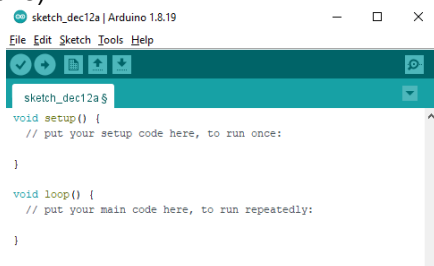 sketch_dec12a | Arduino 1.8.19
File Edit Sketch Tools Help
sketch_dec12a §
void setup() {
// put your setup code here, to run once:
}
void loop() {
// put your main code here, to run repeatedly:
}